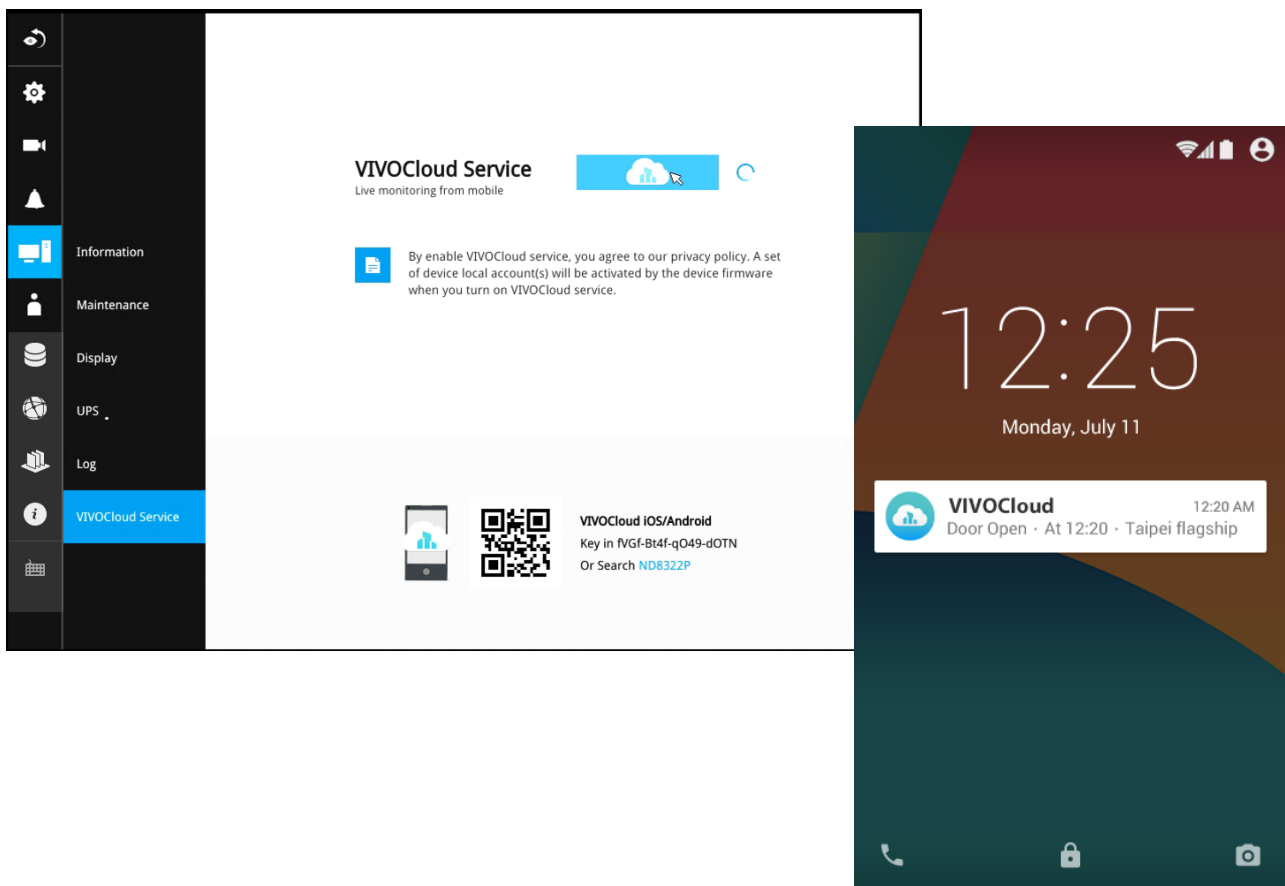 VIVOCloud Service
Live monitoring from mobile
By enable VIVOCloud service, you agree to our privacy policy. A set
of device local account(s) will be activated by the device firmware
when you turn on VIVOCloud service.
Information
Maintenance
Display
UPS
Log
VIVOCloud Service
VIVOCloud iOS/Android
Key in fVGf-Bt4f-qO49-dOTN
Or Search ND8322P
12:25
Monday, July 11
VIVOCloud 12:20 AM
Door Open · At 12:20 · Taipei flagship